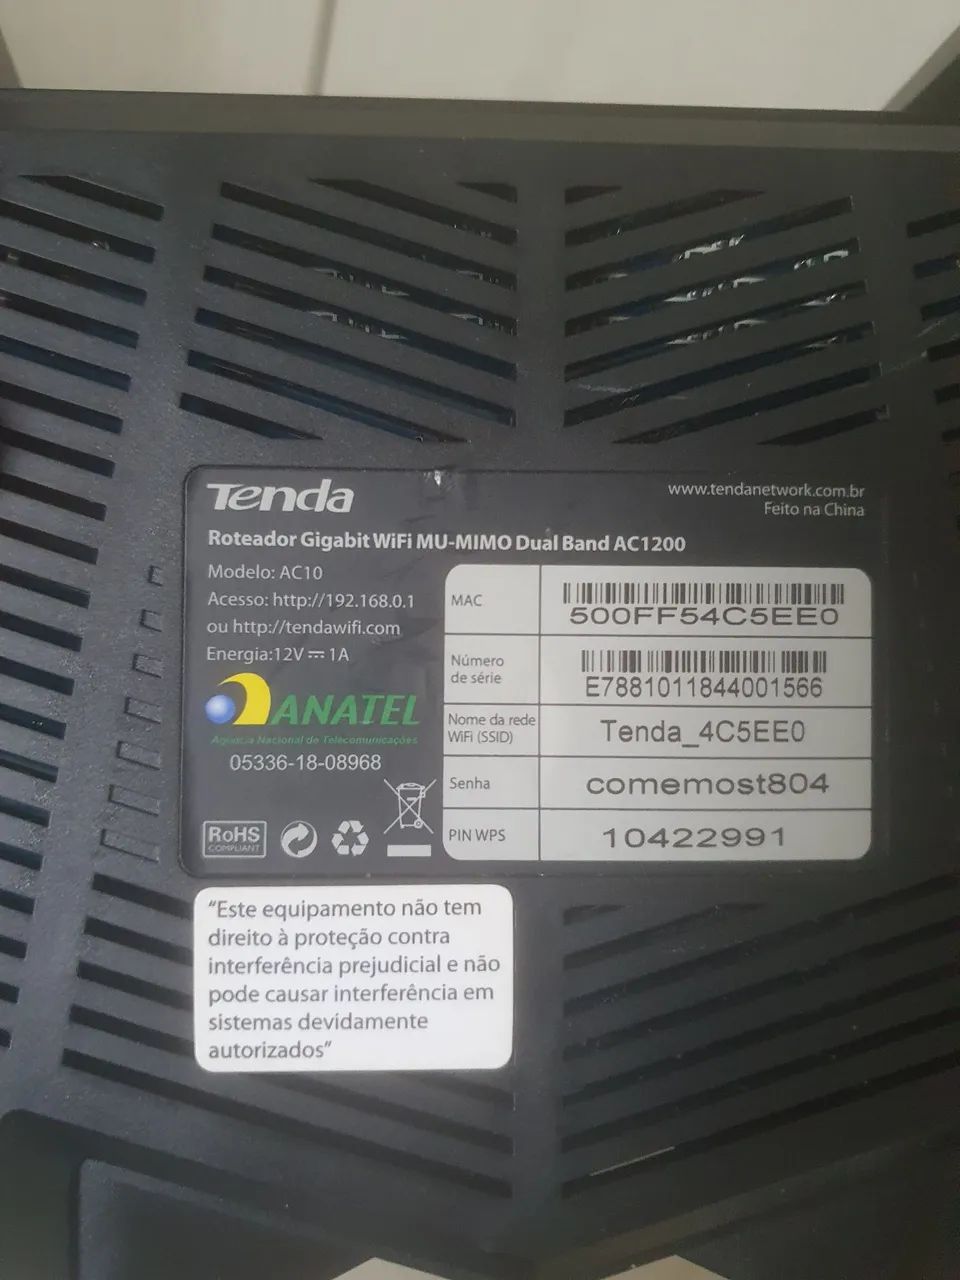 Tenda
www.tendanetwork.com.br
Feito na China
Roteador Gigabit WiFi MU-MIMO Dual Band AC1200
Modelo: AC10
Acesso: http://192.168.0.1
ou http://tendawifi.com
Energia:12V ⎓ 1A
ANATEL
Agência Nacional de Telecomunicações
05336-18-08968
RoHS
COMPLIANT
MAC
500FF54C5EE0
Número
de série
E7881011844001566
Nome da rede
WiFi (SSID)
Tenda_4C5EE0
Senha
comemost804
PIN WPS
10422991
“Este equipamento não tem
direito à proteção contra
interferência prejudicial e não
pode causar interferência em
sistemas devidamente
autorizados”